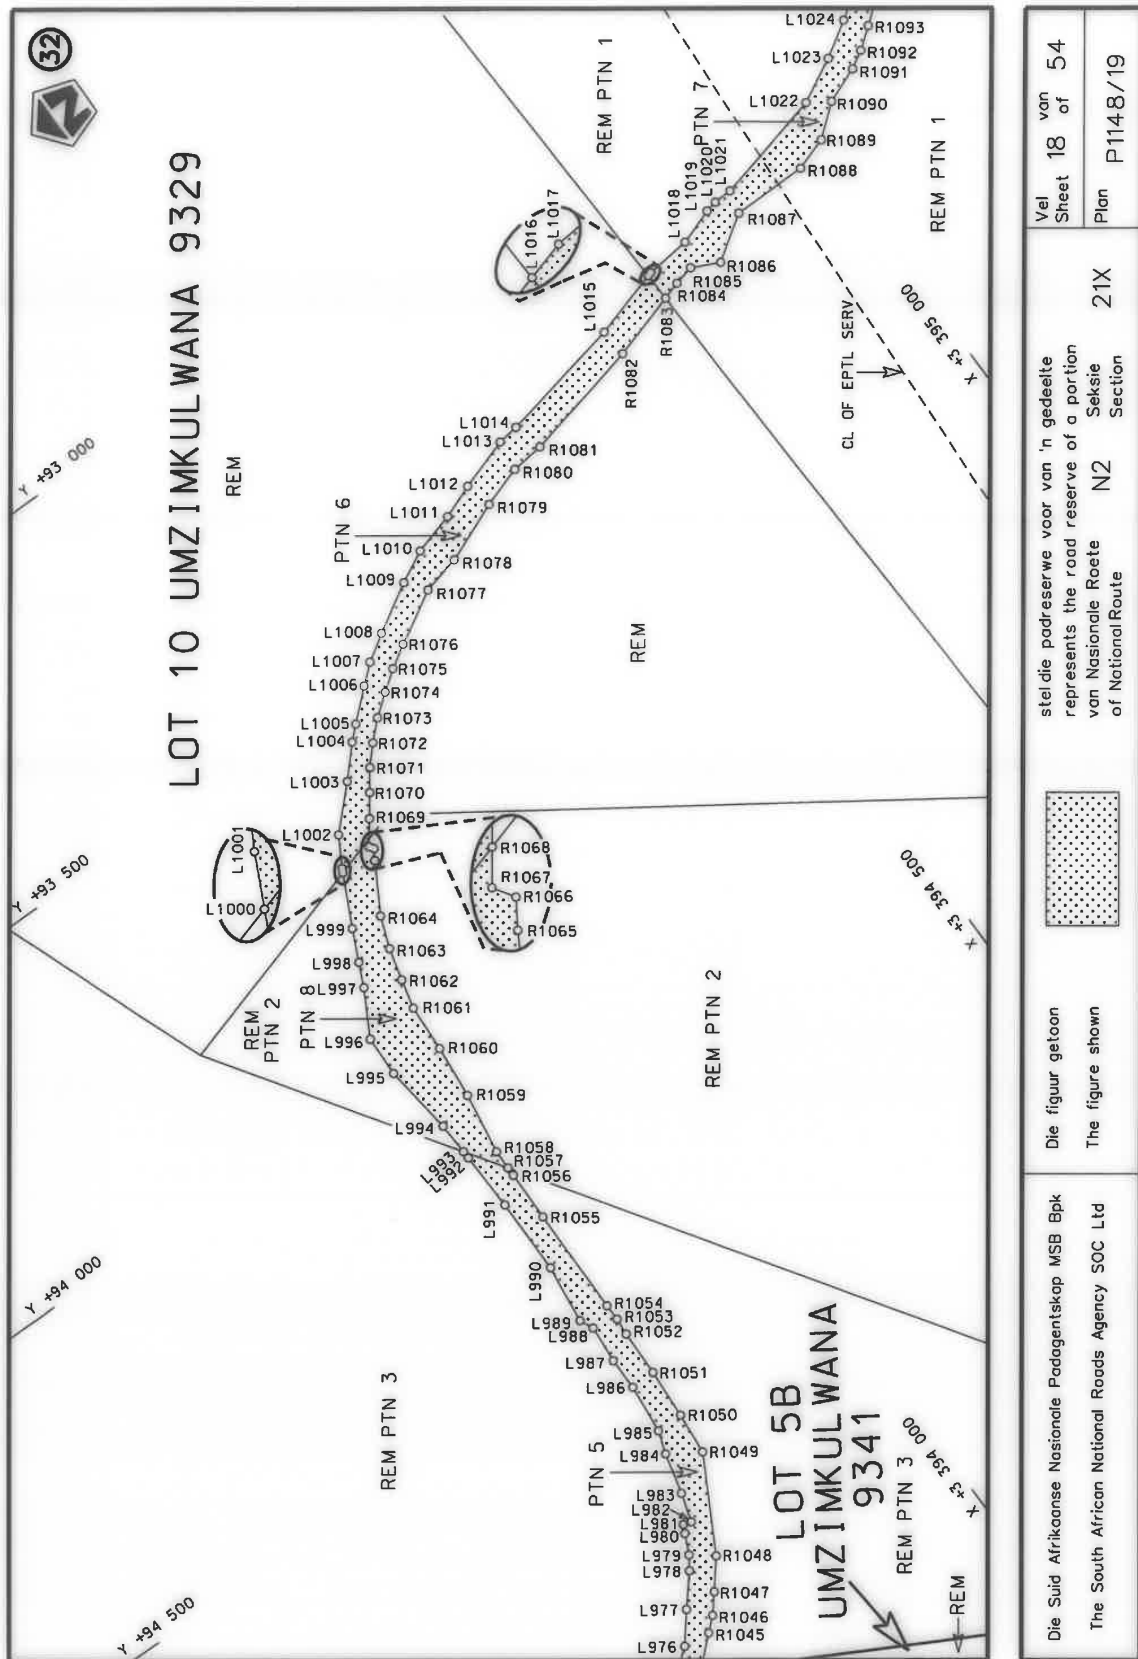 32
LOT 10 UMZIMKULWANA 9329
Y +93 000
Y +93 500
Y +94 000
Y +94 500
X +3 395 000
X +3 394 500
X +3 394 000
REM
REM PTN 1
PTN 7
REM PTN 1
CL OF EPTL SERV
PTN 6
REM
REM
PTN 2
PTN 8
REM PTN 2
REM PTN 3
PTN 5
LOT 5B
UMZIMKULWANA
9341
REM PTN 3
REM
L976
L977
L978
L979
L980
L981
L982
L983
L984
L985
L986
L987
L988
L989
L990
L991
L992
L993
L994
L995
L996
L997
L998
L999
L1000
L1001
L1002
L1003
L1004
L1005
L1006
L1007
L1008
L1009
L1010
L1011
L1012
L1013
L1014
L1015
L1016
L1017
L1018
L1019
L1020
L1021
L1022
L1023
L1024
R1045
R1046
R1047
R1048
R1049
R1050
R1051
R1052
R1053
R1054
R1055
R1056
R1057
R1058
R1059
R1060
R1061
R1062
R1063
R1064
R1065
R1066
R1067
R1068
R1069
R1070
R1071
R1072
R1073
R1074
R1075
R1076
R1077
R1078
R1079
R1080
R1081
R1082
R1083
R1084
R1085
R1086
R1087
R1088
R1089
R1090
R1091
R1092
R1093
Die Suid Afrikaanse Nasionale Padagentskap MSB Bpk
The South African National Roads Agency SOC Ltd
Die figuur getoon
The figure shown
stel die padreserwe voor van 'n gedeelte
represents the road reserve of a portion
van Nasionale Roete N2 Seksie 21X
of National Route Section
Vel 18 van 54
Sheet of
Plan P1148/19